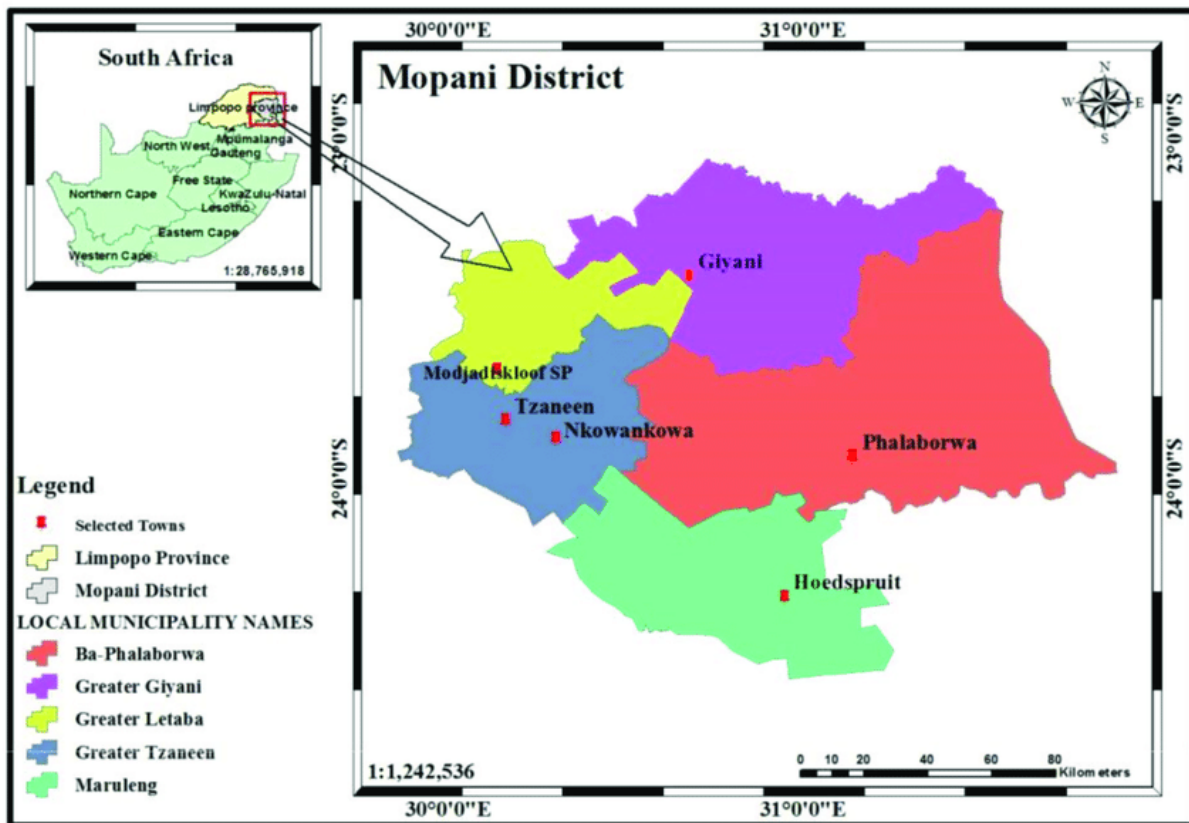 South Africa
Limpopo province
Mpumalanga
North West
Gauteng
Free State
Northern Cape
KwaZulu-Natal
Lesotho
Eastern Cape
Western Cape
1:28,765,918
Legend
Selected Towns
Limpopo Province
Mopani District
LOCAL MUNICIPALITY NAMES
Ba-Phalaborwa
Greater Giyani
Greater Letaba
Greater Tzaneen
Maruleng
30°0'0"E 31°0'0"E
Mopani District
N
W E
S
23°0'0"S 23°0'0"S
Giyani
Modjadiskloof SP
Tzaneen
Nkowankowa
Phalaborwa
24°0'0"S 24°0'0"S
Hoedspruit
1:1,242,536
0 10 20 40 60 80
Kilometers
30°0'0"E 31°0'0"E